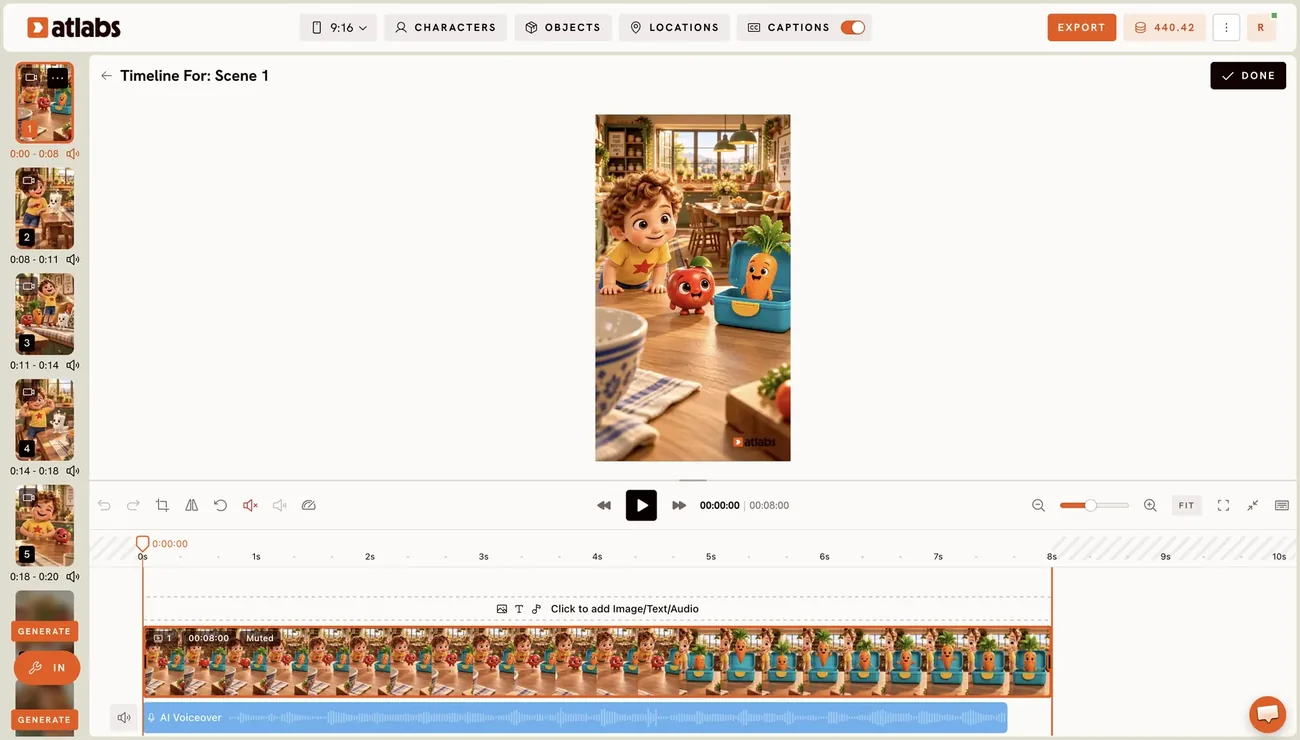 atlabs
9:16
CHARACTERS
OBJECTS
LOCATIONS
CAPTIONS
EXPORT
440.42
R
Timeline For: Scene 1
DONE
1
0:00 - 0:08
2
0:08 - 0:11
3
0:11 - 0:14
4
0:14 - 0:18
5
0:18 - 0:20
GENERATE
IN
GENERATE
atlabs
00:00:00 | 00:08:00
FIT
0:00:00
0s 1s 2s 3s 4s 5s 6s 7s 8s 9s 10s
Click to add Image/Text/Audio
1 00:08:00 Muted
AI Voiceover